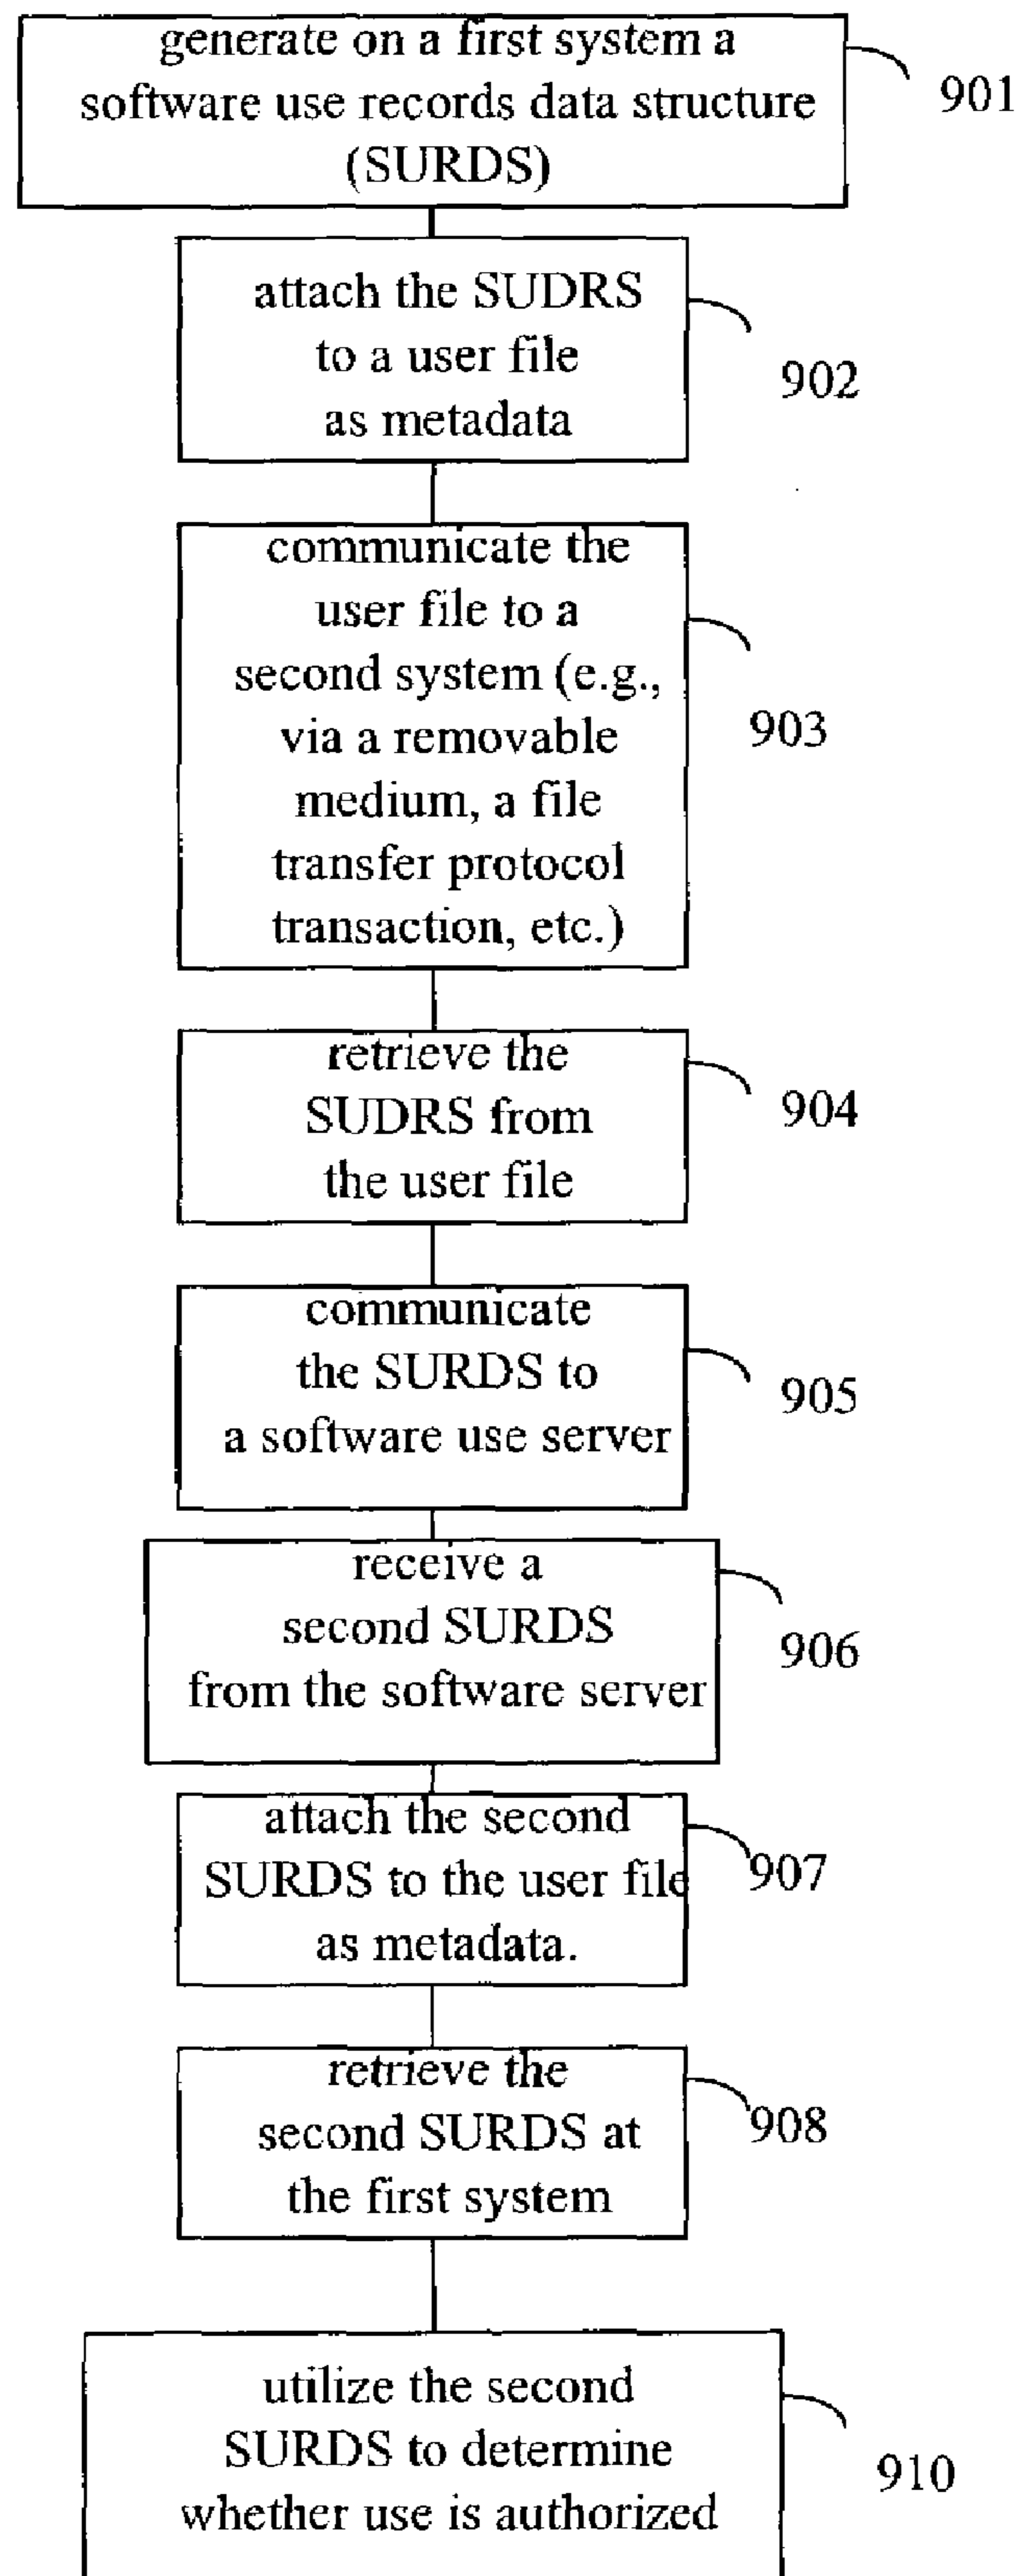 generate on a first system a
software use records data structure
(SURDS)
901
attach the SUDRS
to a user file
as metadata
902
communicate the
user file to a
second system (e.g.,
via a removable
medium, a file
transfer protocol
transaction, etc.)
903
retrieve the
SUDRS from
the user file
904
communicate
the SURDS to
a software use server
905
receive a
second SURDS
from the software server
906
attach the second
SURDS to the user file
as metadata.
907
retrieve the
second SURDS at
the first system
908
utilize the second
SURDS to determine
whether use is authorized
910